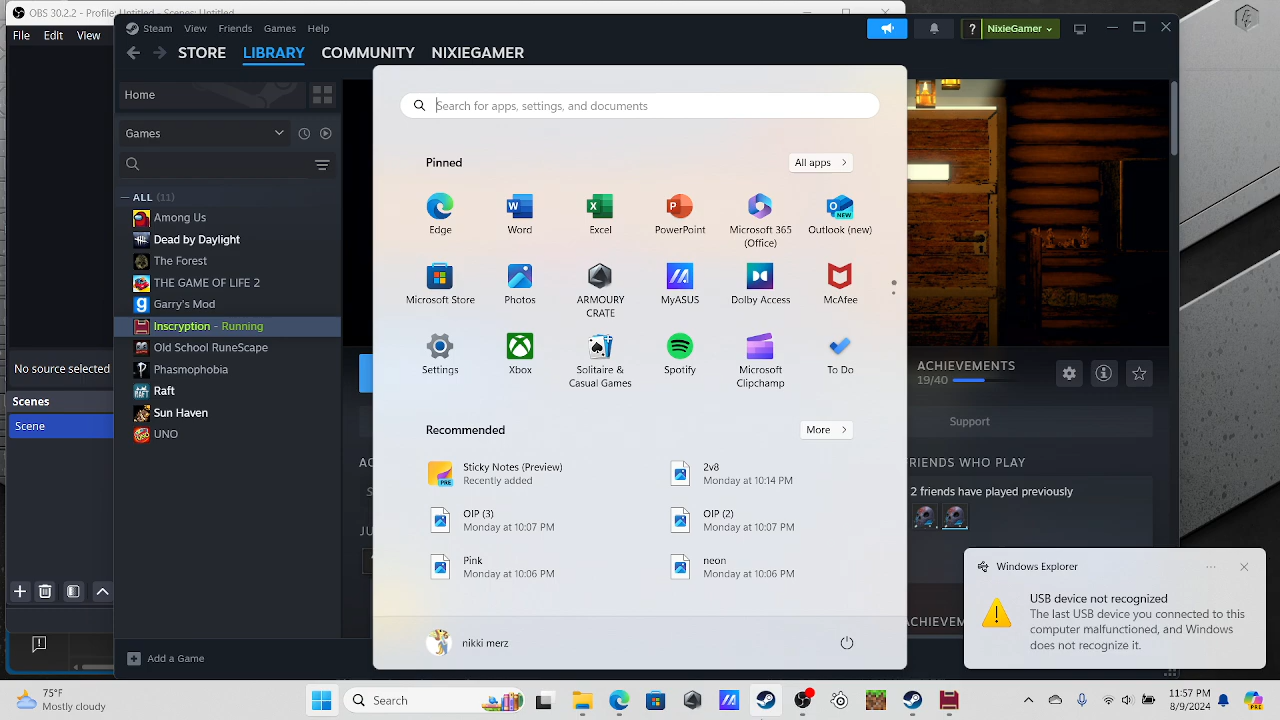 OBS 30.2.2 - Profile: Untitled - Scenes: Untitled
File Edit View
Steam View Friends Games Help
NixieGamer
STORE LIBRARY COMMUNITY NIXIEGAMER
Home
Games
ALL (11)
Among Us
Dead by Daylight
The Forest
THE GAME OF LIFE 2
Garry's Mod
Inscryption - Running
Old School RuneScape
Phasmophobia
Raft
Sun Haven
UNO
Add a Game
No source selected
Scenes
Scene
Search for apps, settings, and documents
Pinned
All apps
Edge
Word
Excel
PowerPoint
Microsoft 365
(Office)
Outlook (new)
NEW
Microsoft Store
Photos
ARMOURY
CRATE
MyASUS
Dolby Access
McAfee
Settings
Xbox
Solitaire &
Casual Games
Spotify
Microsoft
Clipchamp
To Do
Recommended
More
Sticky Notes (Preview)
Recently added
PRE
2v8
Monday at 10:14 PM
OIP (3)
Monday at 10:07 PM
OIP (2)
Monday at 10:07 PM
Pink
Monday at 10:06 PM
neon
Monday at 10:06 PM
nikki merz
ACHIEVEMENTS
19/40
Support
FRIENDS WHO PLAY
2 friends have played previously
Windows Explorer
USB device not recognized
The last USB device you connected to this
computer malfunctioned, and Windows
does not recognize it.
75°F
Mostly cloudy
Search
11:57 PM
8/9/2024
PRE